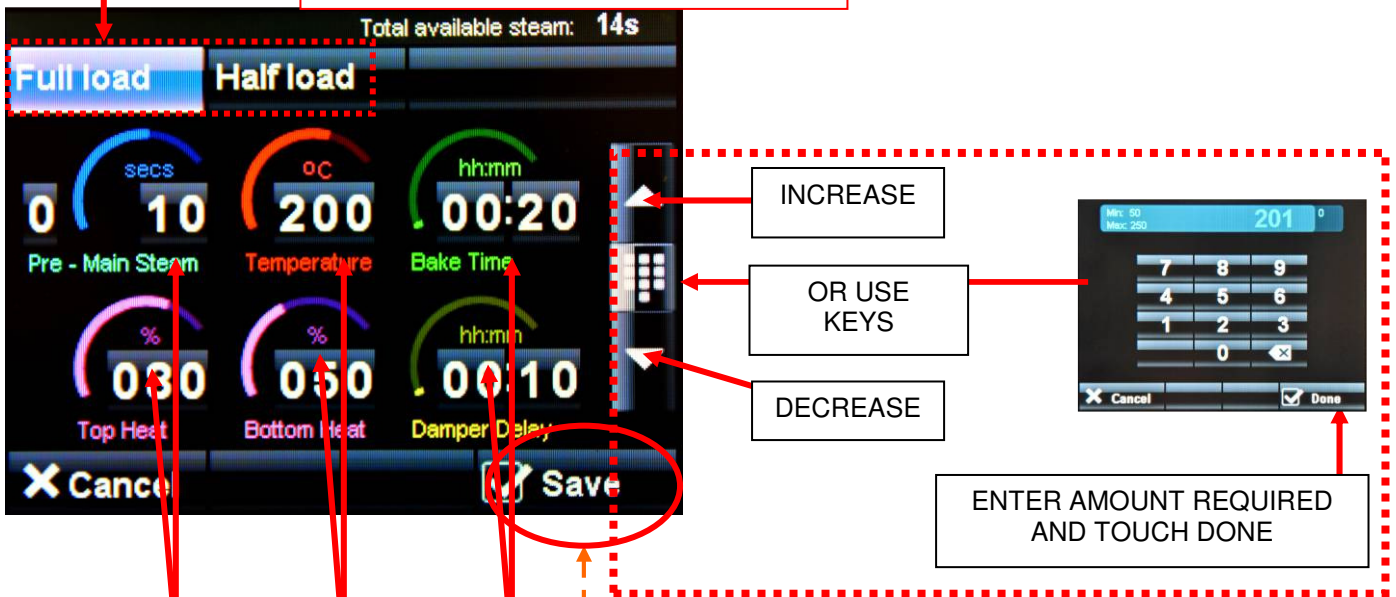 Total available steam: 14s
Full load Half load
secs °C hh:mm
0 10 200 00:20
Pre - Main Steam Temperature Bake Time
% % hh:mm
050 00:10
Top Heat Bottom Heat Damper Delay
Cancel Save
INCREASE
OR USE
KEYS
DECREASE
Min: 50
Max: 250
201 °
7 8 9
4 5 6
1 2 3
0
Cancel Done
ENTER AMOUNT REQUIRED
AND TOUCH DONE